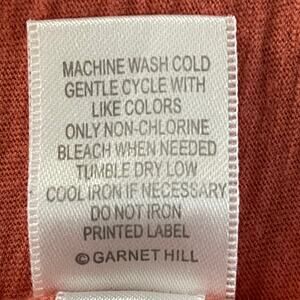 MACHINE WASH COLD
GENTLE CYCLE WITH
LIKE COLORS
ONLY NON-CHLORINE
BLEACH WHEN NEEDED
TUMBLE DRY LOW
COOL IRON IF NECESSARY
DO NOT IRON
PRINTED LABEL
© GARNET HILL